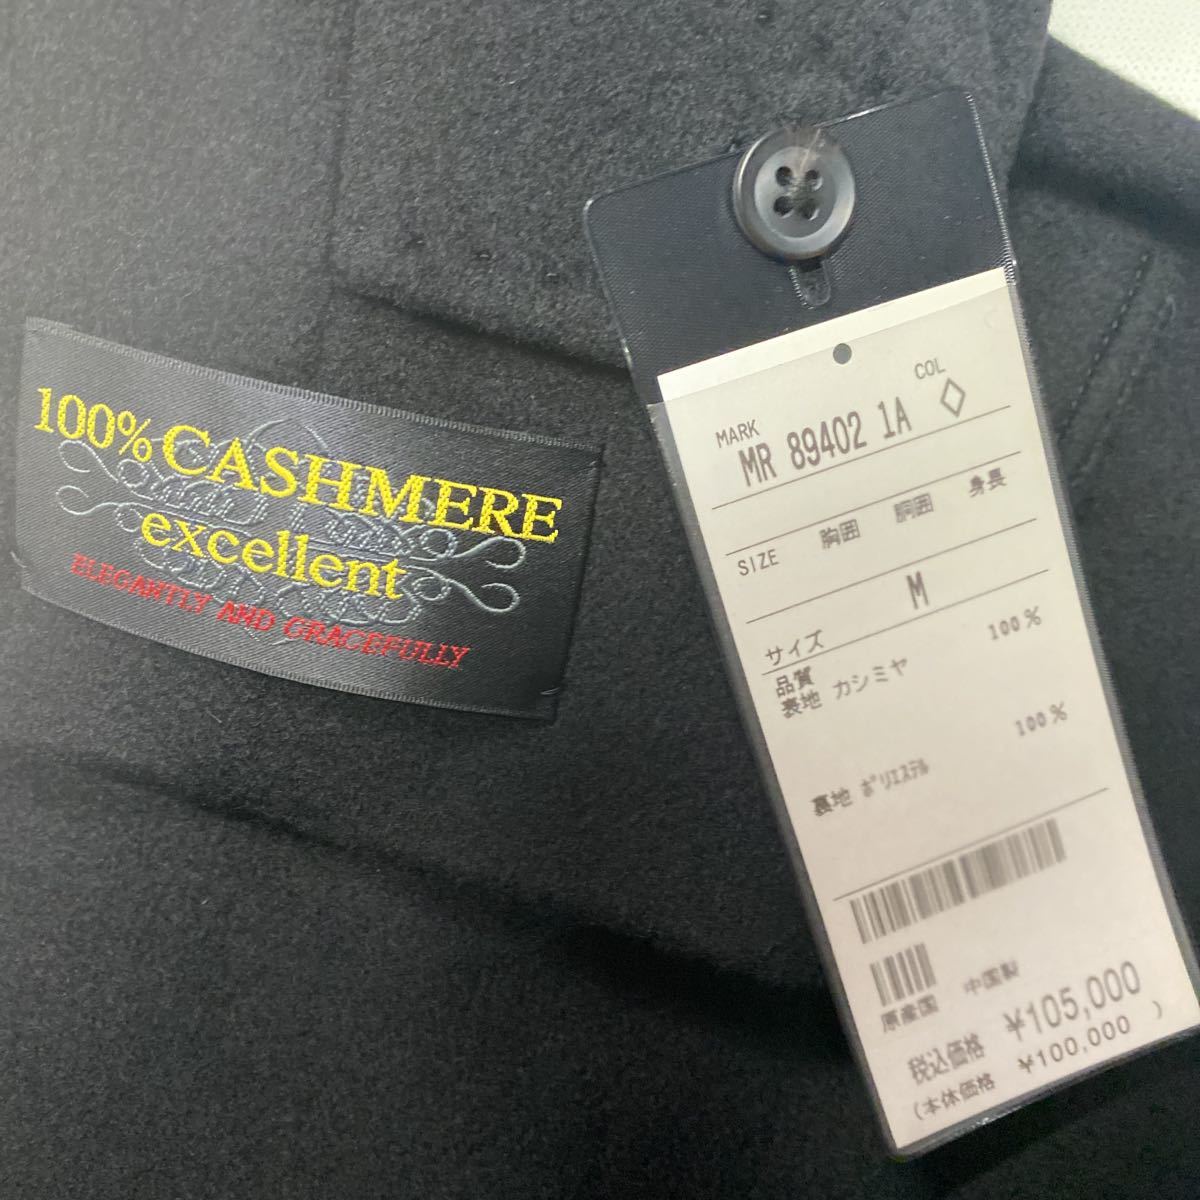 100% CASHMERE
excellent
ELEGANTLY AND GRACEFULLY
MARK COL
MR 89402 1A ◇
SIZE 胸囲 胴囲 身長
サイズ M
品質
表地 カシミヤ 100%
裏地 ポリエステル 100%
原産国 中国製
税込価格 ¥105,000
(本体価格 ¥100,000 )